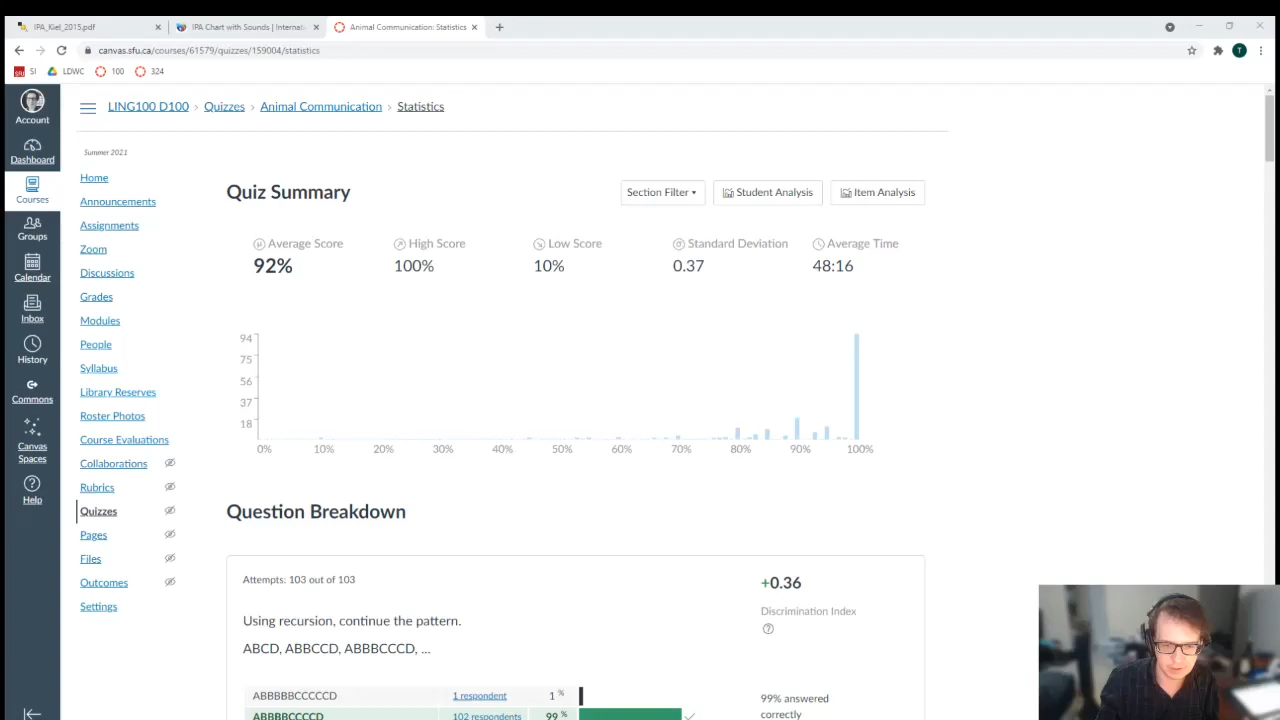 IPA_Kiel_2015.pdf
IPA Chart with Sounds | Internati
Animal Communication: Statistics
canvas.sfu.ca/courses/61579/quizzes/159004/statistics
T
SFU SI
LDWC
100
324
Account
Dashboard
Courses
Groups
Calendar
Inbox
History
Commons
Canvas
Spaces
Help
LING100 D100 › Quizzes › Animal Communication › Statistics
Summer 2021
Home
Announcements
Assignments
Zoom
Discussions
Grades
Modules
People
Syllabus
Library Reserves
Roster Photos
Course Evaluations
Collaborations
Rubrics
Quizzes
Pages
Files
Outcomes
Settings
Quiz Summary
Section Filter
Student Analysis
Item Analysis
Average Score
92%
High Score
100%
Low Score
10%
Standard Deviation
0.37
Average Time
48:16
94
75
56
37
18
0% 10% 20% 30% 40% 50% 60% 70% 80% 90% 100%
Question Breakdown
Attempts: 103 out of 103
+0.36
Discrimination Index
Using recursion, continue the pattern.
ABCD, ABBCCD, ABBBCCCD, ...
ABBBBBCCCCCD 1 respondent 1 %
ABBBBCCCCD 102 respondents 99 %
99% answered
correctly